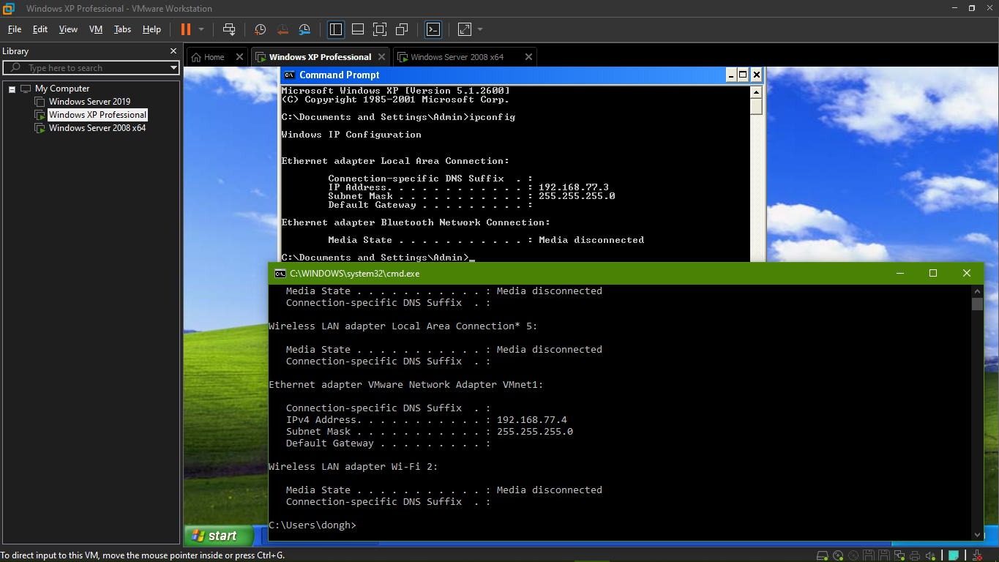 Windows XP Professional - VMware Workstation
File Edit View VM Tabs Help
Library
Type here to search
My Computer
Windows Server 2019
Windows XP Professional
Windows Server 2008 x64
Home
Windows XP Professional
Windows Server 2008 x64
Command Prompt
Microsoft Windows XP [Version 5.1.2600]
(C) Copyright 1985-2001 Microsoft Corp.
C:\Documents and Settings\Admin>ipconfig
Windows IP Configuration
Ethernet adapter Local Area Connection:
Connection-specific DNS Suffix . :
IP Address. . . . . . . . . . . . : 192.168.77.3
Subnet Mask . . . . . . . . . . . : 255.255.255.0
Default Gateway . . . . . . . . . :
Ethernet adapter Bluetooth Network Connection:
Media State . . . . . . . . . . . : Media disconnected
C:\Documents and Settings\Admin>_
C:\WINDOWS\system32\cmd.exe
Media State . . . . . . . . . . . : Media disconnected
Connection-specific DNS Suffix . :
Wireless LAN adapter Local Area Connection* 5:
Media State . . . . . . . . . . . : Media disconnected
Connection-specific DNS Suffix . :
Ethernet adapter VMware Network Adapter VMnet1:
Connection-specific DNS Suffix . :
IPv4 Address. . . . . . . . . . . : 192.168.77.4
Subnet Mask . . . . . . . . . . . : 255.255.255.0
Default Gateway . . . . . . . . . :
Wireless LAN adapter Wi-Fi 2:
Media State . . . . . . . . . . . : Media disconnected
Connection-specific DNS Suffix . :
C:\Users\dongh>
start
To direct input to this VM, move the mouse pointer inside or press Ctrl+G.